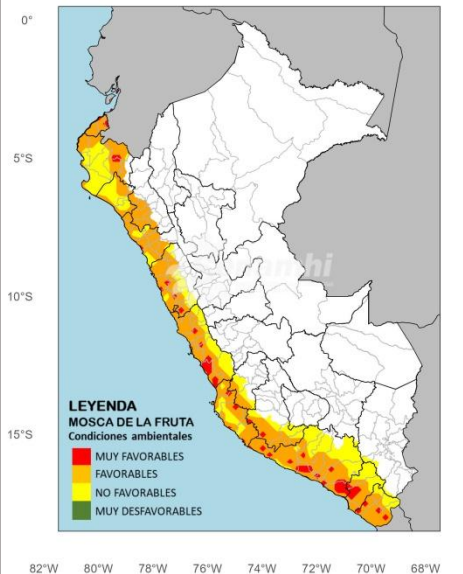 0°
5°S
10°S
15°S
LEYENDA
MOSCA DE LA FRUTA
Condiciones ambientales
MUY FAVORABLES
FAVORABLES
NO FAVORABLES
MUY DESFAVORABLES
82°W 80°W 78°W 76°W 74°W 72°W 70°W 68°W